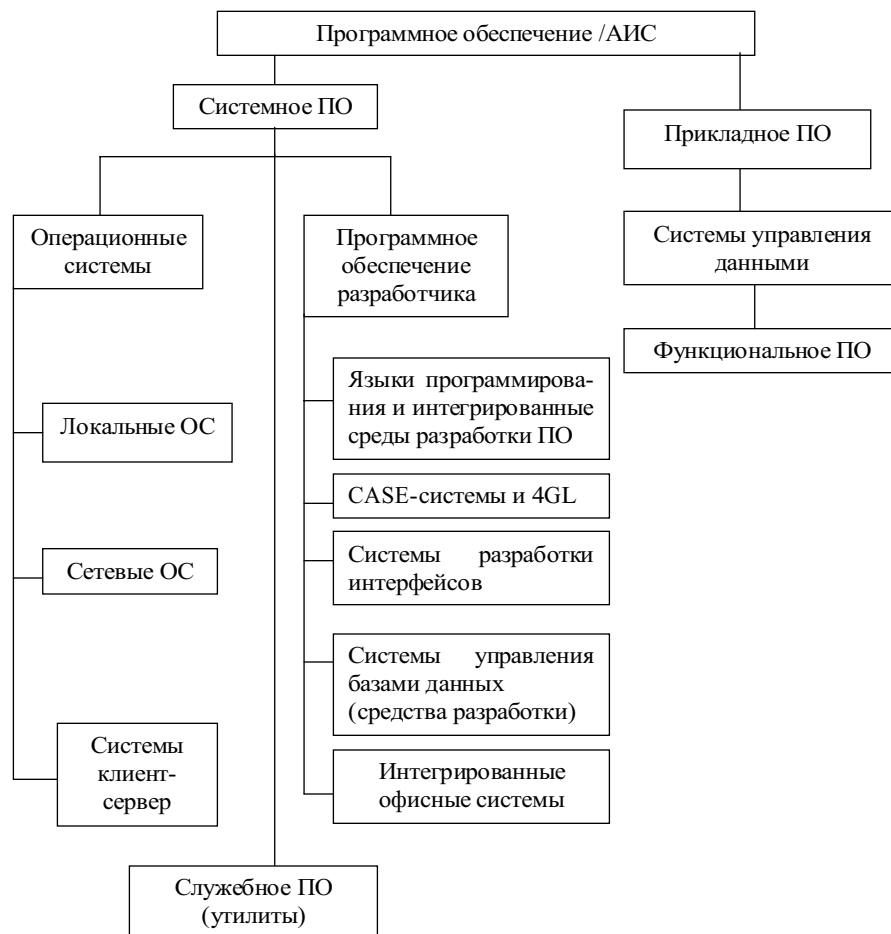 Программное обеспечение /АИС
Системное ПО
Прикладное ПО
Операционные
системы
Программное
обеспечение
разработчика
Системы управления
данными
Функциональное ПО
Языки программирова-
ния и интегрированные
среды разработки ПО
Локальные ОС
CASE-системы и 4GL
Сетевые ОС
Системы разработки
интерфейсов
Системы управления
базами данных
(средства разработки)
Системы
клиент-
сервер
Интегрированные
офисные системы
Служебное ПО
(утилиты)